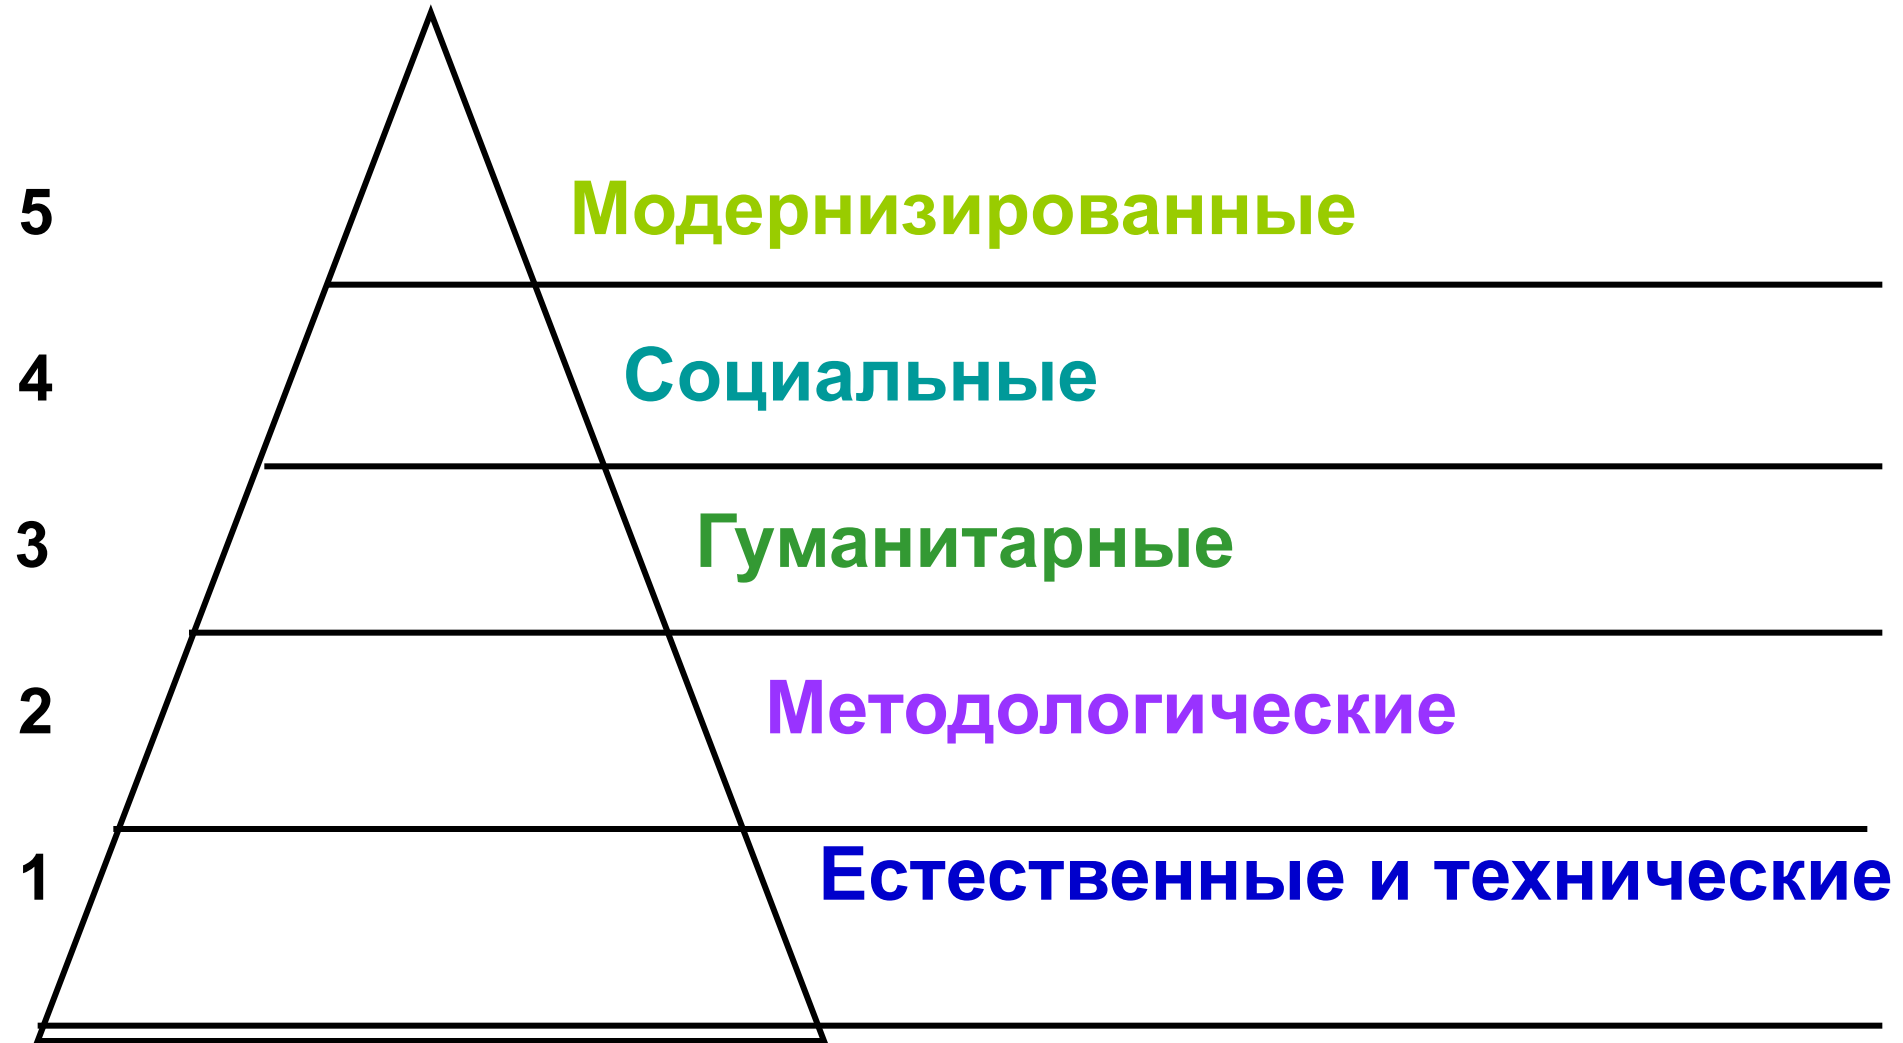 5 Модернизированные
4 Социальные
3 Гуманитарные
2 Методологические
1 Естественные и технические